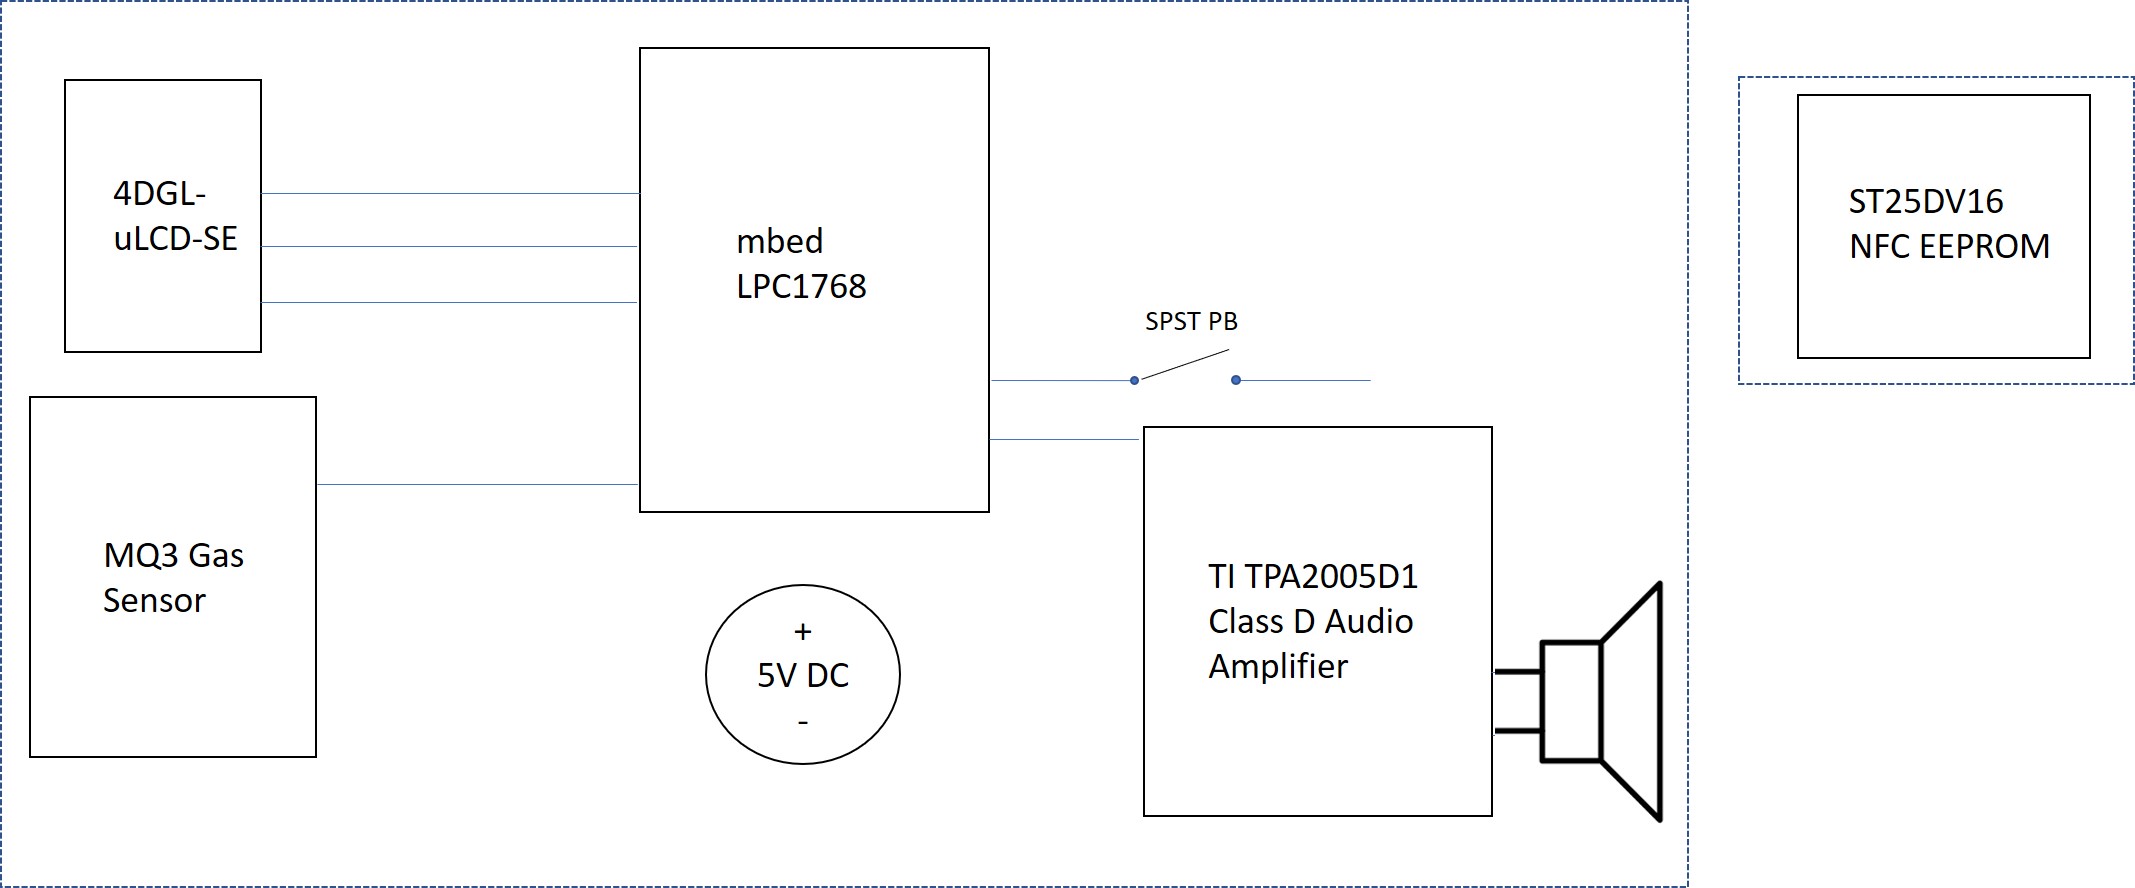 4DGL-
uLCD-SE
mbed
LPC1768
ST25DV16
NFC EEPROM
SPST PB
MQ3 Gas
Sensor
+
5V DC
-
TI TPA2005D1
Class D Audio
Amplifier